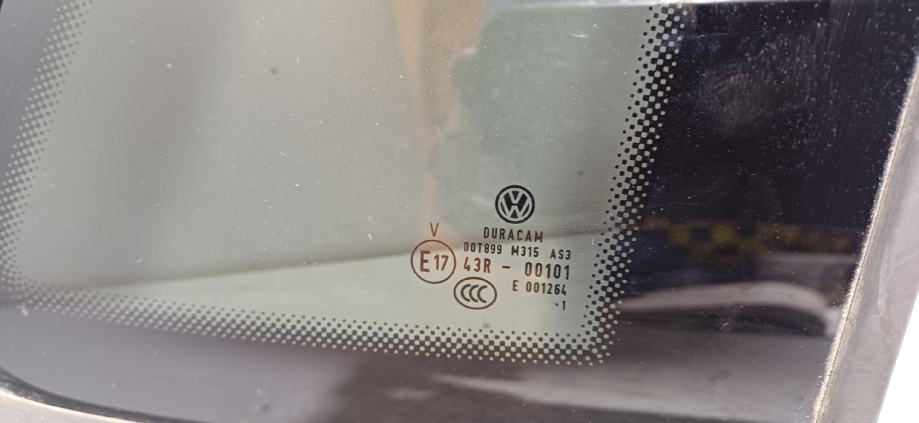 V
DURACAM
DOT899 M315 AS3
E17 43R - 00101
CCC E 001264
·1